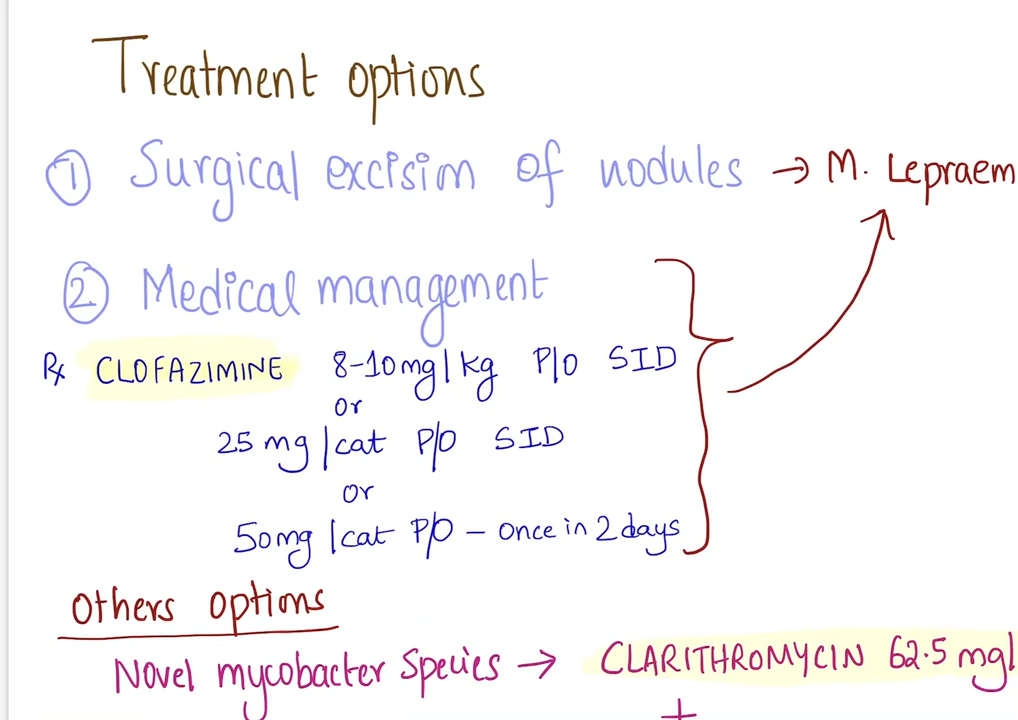 Treatment options
① Surgical excision of nodules → M. Lepraem
② Medical management
Rx CLOFAZIMINE 8-10mg/kg P/O SID
or
25 mg/cat P/O SID
or
50mg/cat P/O - once in 2 days
Others options
Novel mycobacter species → CLARITHROMYCIN 62.5 mg/
+